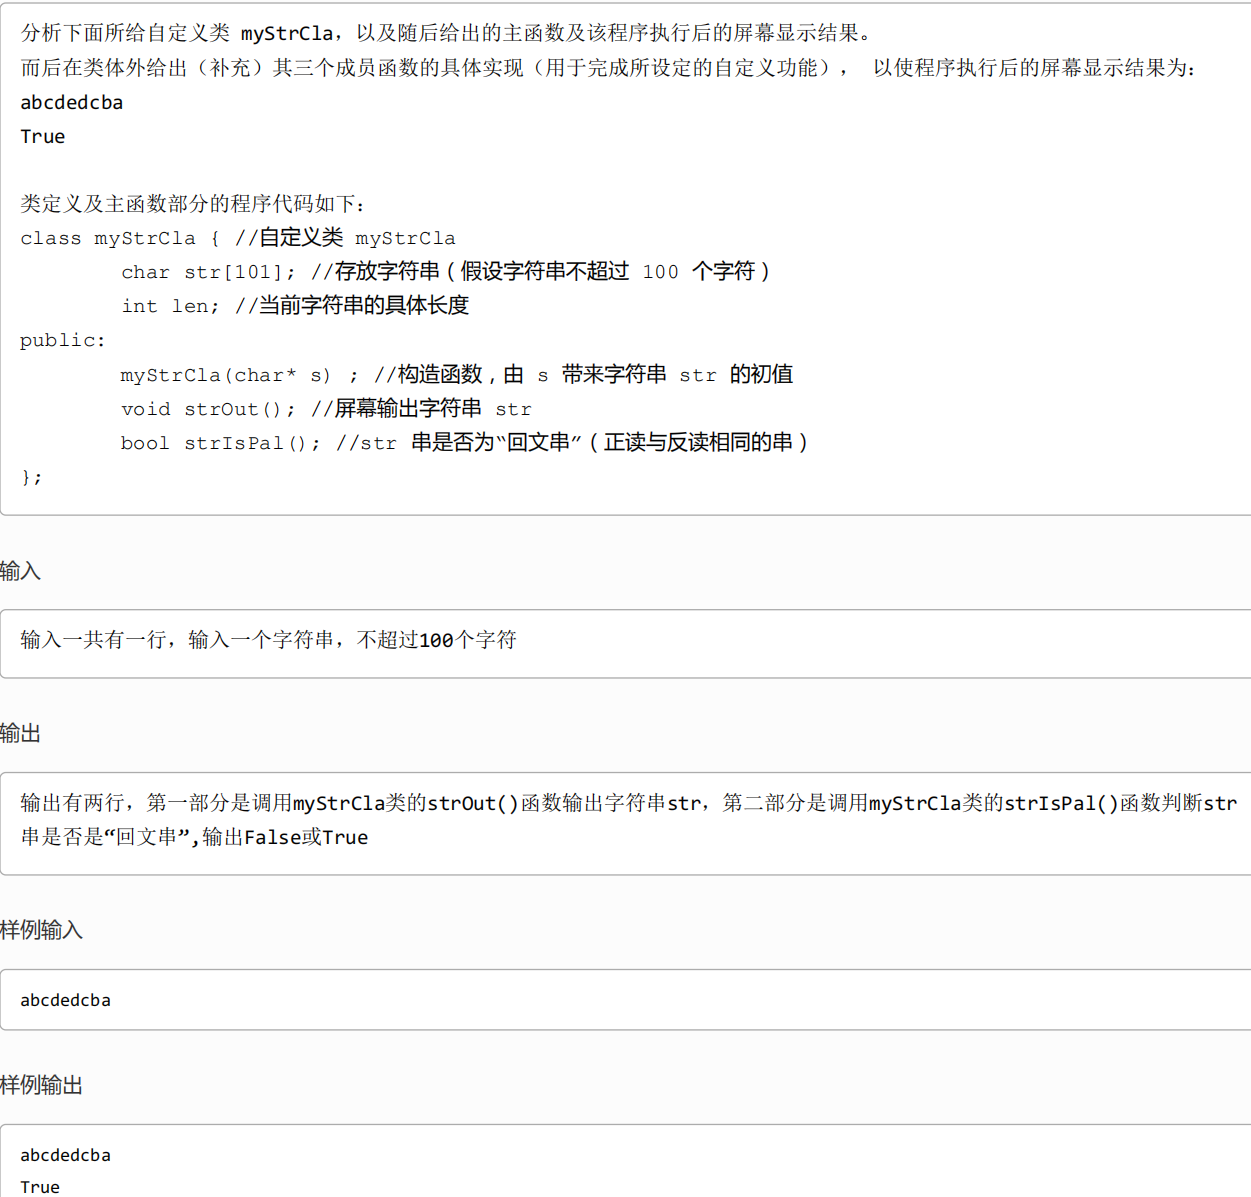 分析下面所给自定义类 myStrCla，以及随后给出的主函数及该程序执行后的屏幕显示结果。
而后在类体外给出（补充）其三个成员函数的具体实现（用于完成所设定的自定义功能）， 以使程序执行后的屏幕显示结果为：
abcdedcba
True
类定义及主函数部分的程序代码如下：
class myStrCla { //自定义类 myStrCla
char str[101]; //存放字符串（假设字符串不超过 100 个字符）
int len; //当前字符串的具体长度
public:
myStrCla(char* s) ; //构造函数，由 s 带来字符串 str 的初值
void strOut(); //屏幕输出字符串 str
bool strIsPal(); //str 串是否为“回文串”（正读与反读相同的串）
};
输入
输入一共有一行，输入一个字符串，不超过100个字符
输出
输出有两行，第一部分是调用myStrCla类的strOut()函数输出字符串str，第二部分是调用myStrCla类的strIsPal()函数判断str
串是否是“回文串”,输出False或True
样例输入
abcdedcba
样例输出
abcdedcba
True